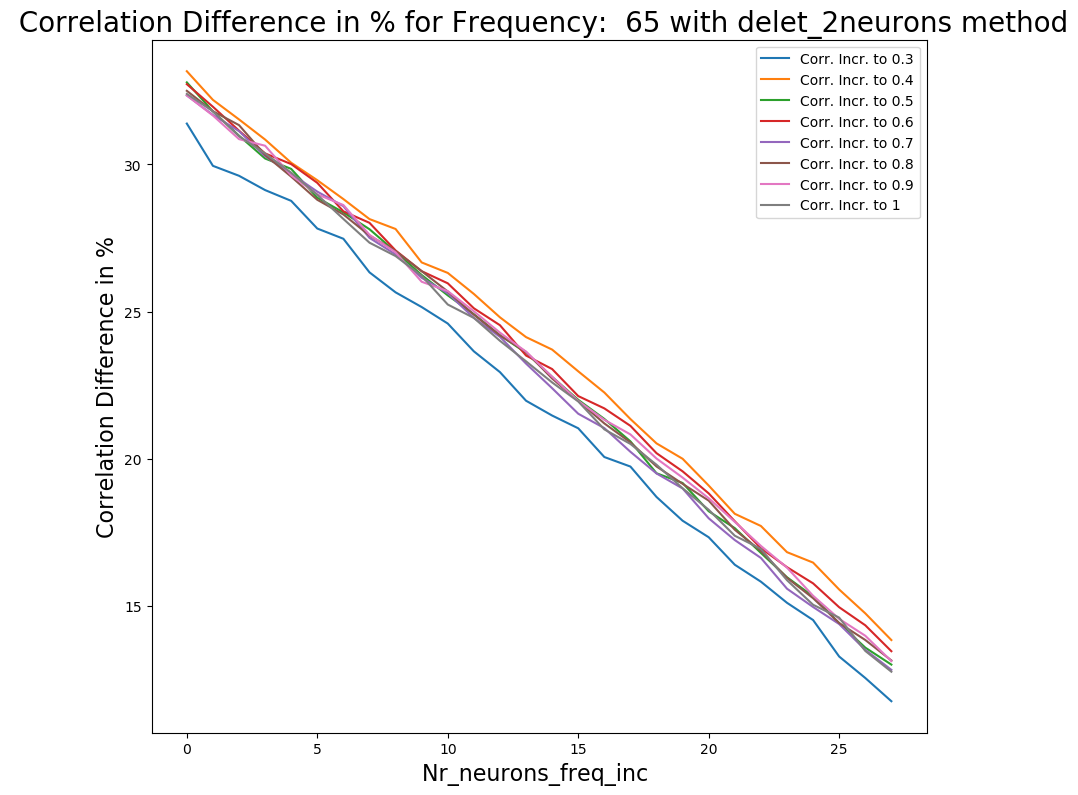 Correlation Difference in % for Frequency:  65 with delet_2neurons method
Corr. Incr. to 0.3
Corr. Incr. to 0.4
Corr. Incr. to 0.5
Corr. Incr. to 0.6
Corr. Incr. to 0.7
Corr. Incr. to 0.8
Corr. Incr. to 0.9
Corr. Incr. to 1
Correlation Difference in %
30
25
20
15
0 5 10 15 20 25
Nr_neurons_freq_inc